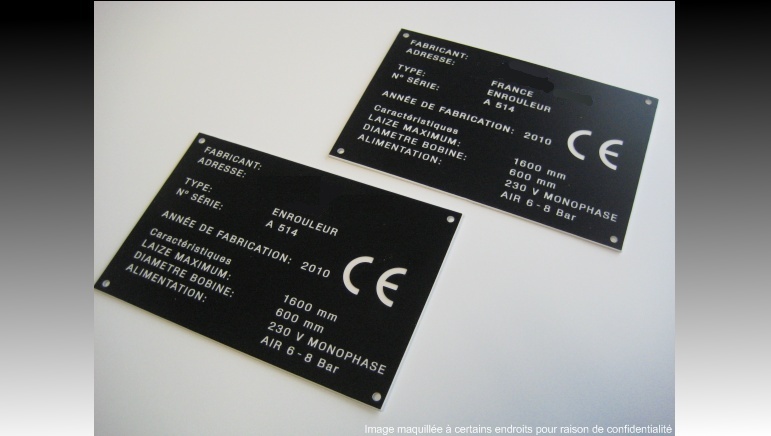 FABRICANT:
ADRESSE:
FRANCE
TYPE: ENROULEUR
N° SÉRIE: A 514
ANNÉE DE FABRICATION: 2010
CE
Caractéristiques
LAIZE MAXIMUM: 1600 mm
DIAMETRE BOBINE: 600 mm
ALIMENTATION: 230 V MONOPHASE
AIR 6 - 8 Bar
FABRICANT:
ADRESSE:
TYPE: ENROULEUR
N° SÉRIE: A 514
ANNÉE DE FABRICATION: 2010
CE
Caractéristiques
LAIZE MAXIMUM: 1600 mm
DIAMETRE BOBINE: 600 mm
ALIMENTATION: 230 V MONOPHASE
AIR 6 - 8 Bar
Image maquillée à certains endroits pour raison de confidentialité